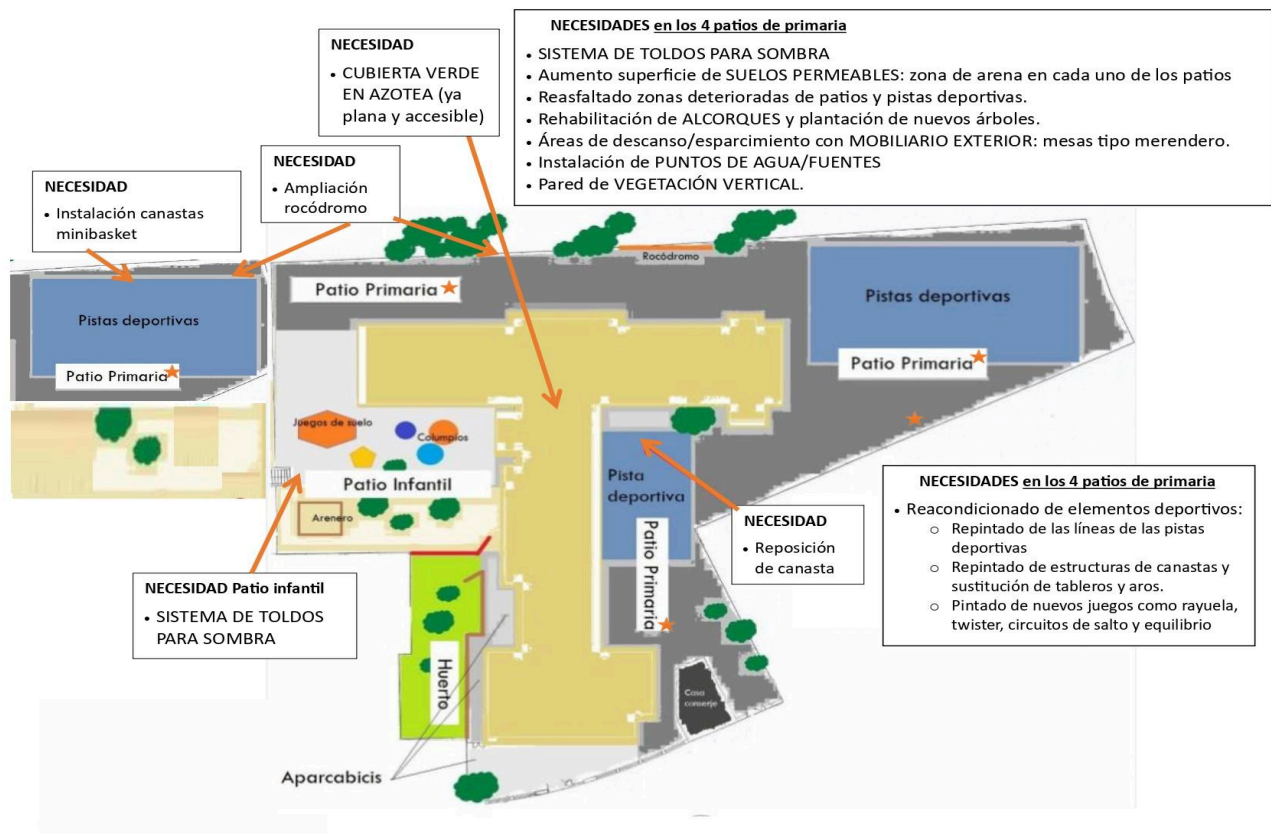 NECESIDADES en los 4 patios de primaria
• SISTEMA DE TOLDOS PARA SOMBRA
• Aumento superficie de SUELOS PERMEABLES: zona de arena en cada uno de los patios
• Reasfaltado zonas deterioradas de patios y pistas deportivas.
• Rehabilitación de ALCORQUES y plantación de nuevos árboles.
• Áreas de descanso/esparcimiento con MOBILIARIO EXTERIOR: mesas tipo merendero.
• Instalación de PUNTOS DE AGUA/FUENTES
• Pared de VEGETACIÓN VERTICAL.
NECESIDAD
• CUBIERTA VERDE
EN AZOTEA (ya
plana y accesible)
NECESIDAD
• Ampliación
rocódromo
NECESIDAD
• Instalación canastas
minibasket
Rocódromo
Patio Primaria
Pistas deportivas
Pistas deportivas
Patio Primaria
Patio Primaria
Juegos de suelo
Columpios
Patio Infantil
Arenero
Pista
deportiva
Patio Primaria
NECESIDAD
• Reposición
de canasta
NECESIDADES en los 4 patios de primaria
• Reacondicionado de elementos deportivos:
o Repintado de las líneas de las pistas
deportivas
o Repintado de estructuras de canastas y
sustitución de tableros y aros.
o Pintado de nuevos juegos como rayuela,
twister, circuitos de salto y equilibrio
NECESIDAD Patio infantil
• SISTEMA DE TOLDOS
PARA SOMBRA
Huerto
Casa
conserje
Aparcabicis